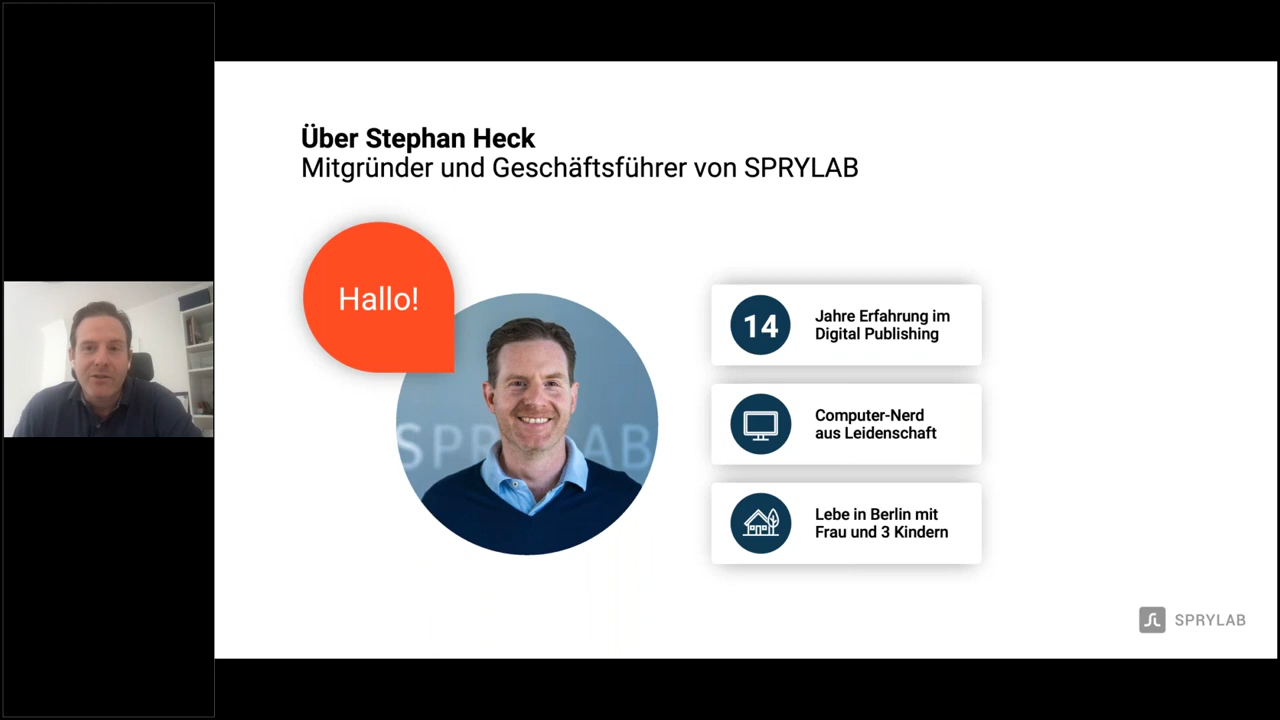 Über Stephan Heck
Mitgründer und Geschäftsführer von SPRYLAB
Hallo!
SPRYLAB
14
Jahre Erfahrung im
Digital Publishing
Computer-Nerd
aus Leidenschaft
Lebe in Berlin mit
Frau und 3 Kindern
SPRYLAB